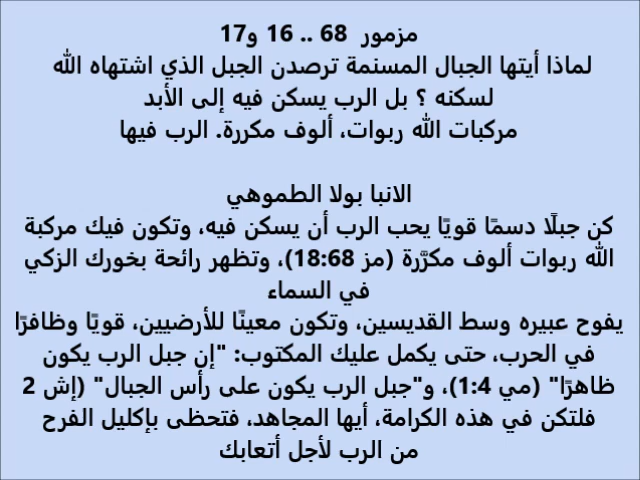 مزمور 68 .. 16 و17
لماذا أيتها الجبال المسنمة ترصدن الجبل الذي اشتهاه الله
لسكنه ؟ بل الرب يسكن فيه إلى الأبد
مركبات الله ربوات، ألوف مكررة. الرب فيها
الانبا بولا الطموهي
كن جبلًا دسمًا قويًا يحب الرب أن يسكن فيه، وتكون فيك مركبة
الله ربوات ألوف مكرَّرة (مز 18:68)، وتظهر رائحة بخورك الزكي
في السماء
يفوح عبيره وسط القديسين، وتكون معينًا للأرضيين، قويًا وظافرًا
في الحرب، حتى يكمل عليك المكتوب: "إن جبل الرب يكون
ظاهرًا" (مي 1:4)، و"جبل الرب يكون على رأس الجبال" (إش 2
فلتكن في هذه الكرامة، أيها المجاهد، فتحظى بإكليل الفرح
من الرب لأجل أتعابك